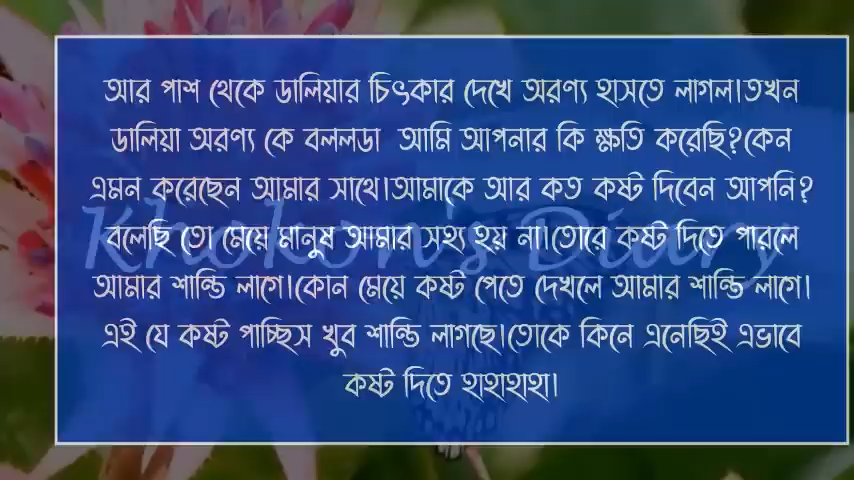 আর পাশ থেকে ডালিয়ার চিৎকার দেখে অরণ্য হাসতে লাগল।তখন
ডালিয়া অরণ্য কে বললডা আমি আপনার কি ক্ষতি করেছি?কেন
এমন করেছেন আমার সাথে।আমাকে আর কত কষ্ট দিবেন আপনি?
বলেছি তো মেয়ে মানুষ আমার সহ্য হয় না।তোরে কষ্ট দিতে পারলে
Khokon's Diary
আমার শান্তি লাগে।কোন মেয়ে কষ্ট পেতে দেখলে আমার শান্তি লাগে।
এই যে কষ্ট পাচ্ছিস খুব শান্তি লাগছে।তোকে কিনে এনেছিই এভাবে
কষ্ট দিতে হাহাহাহা।